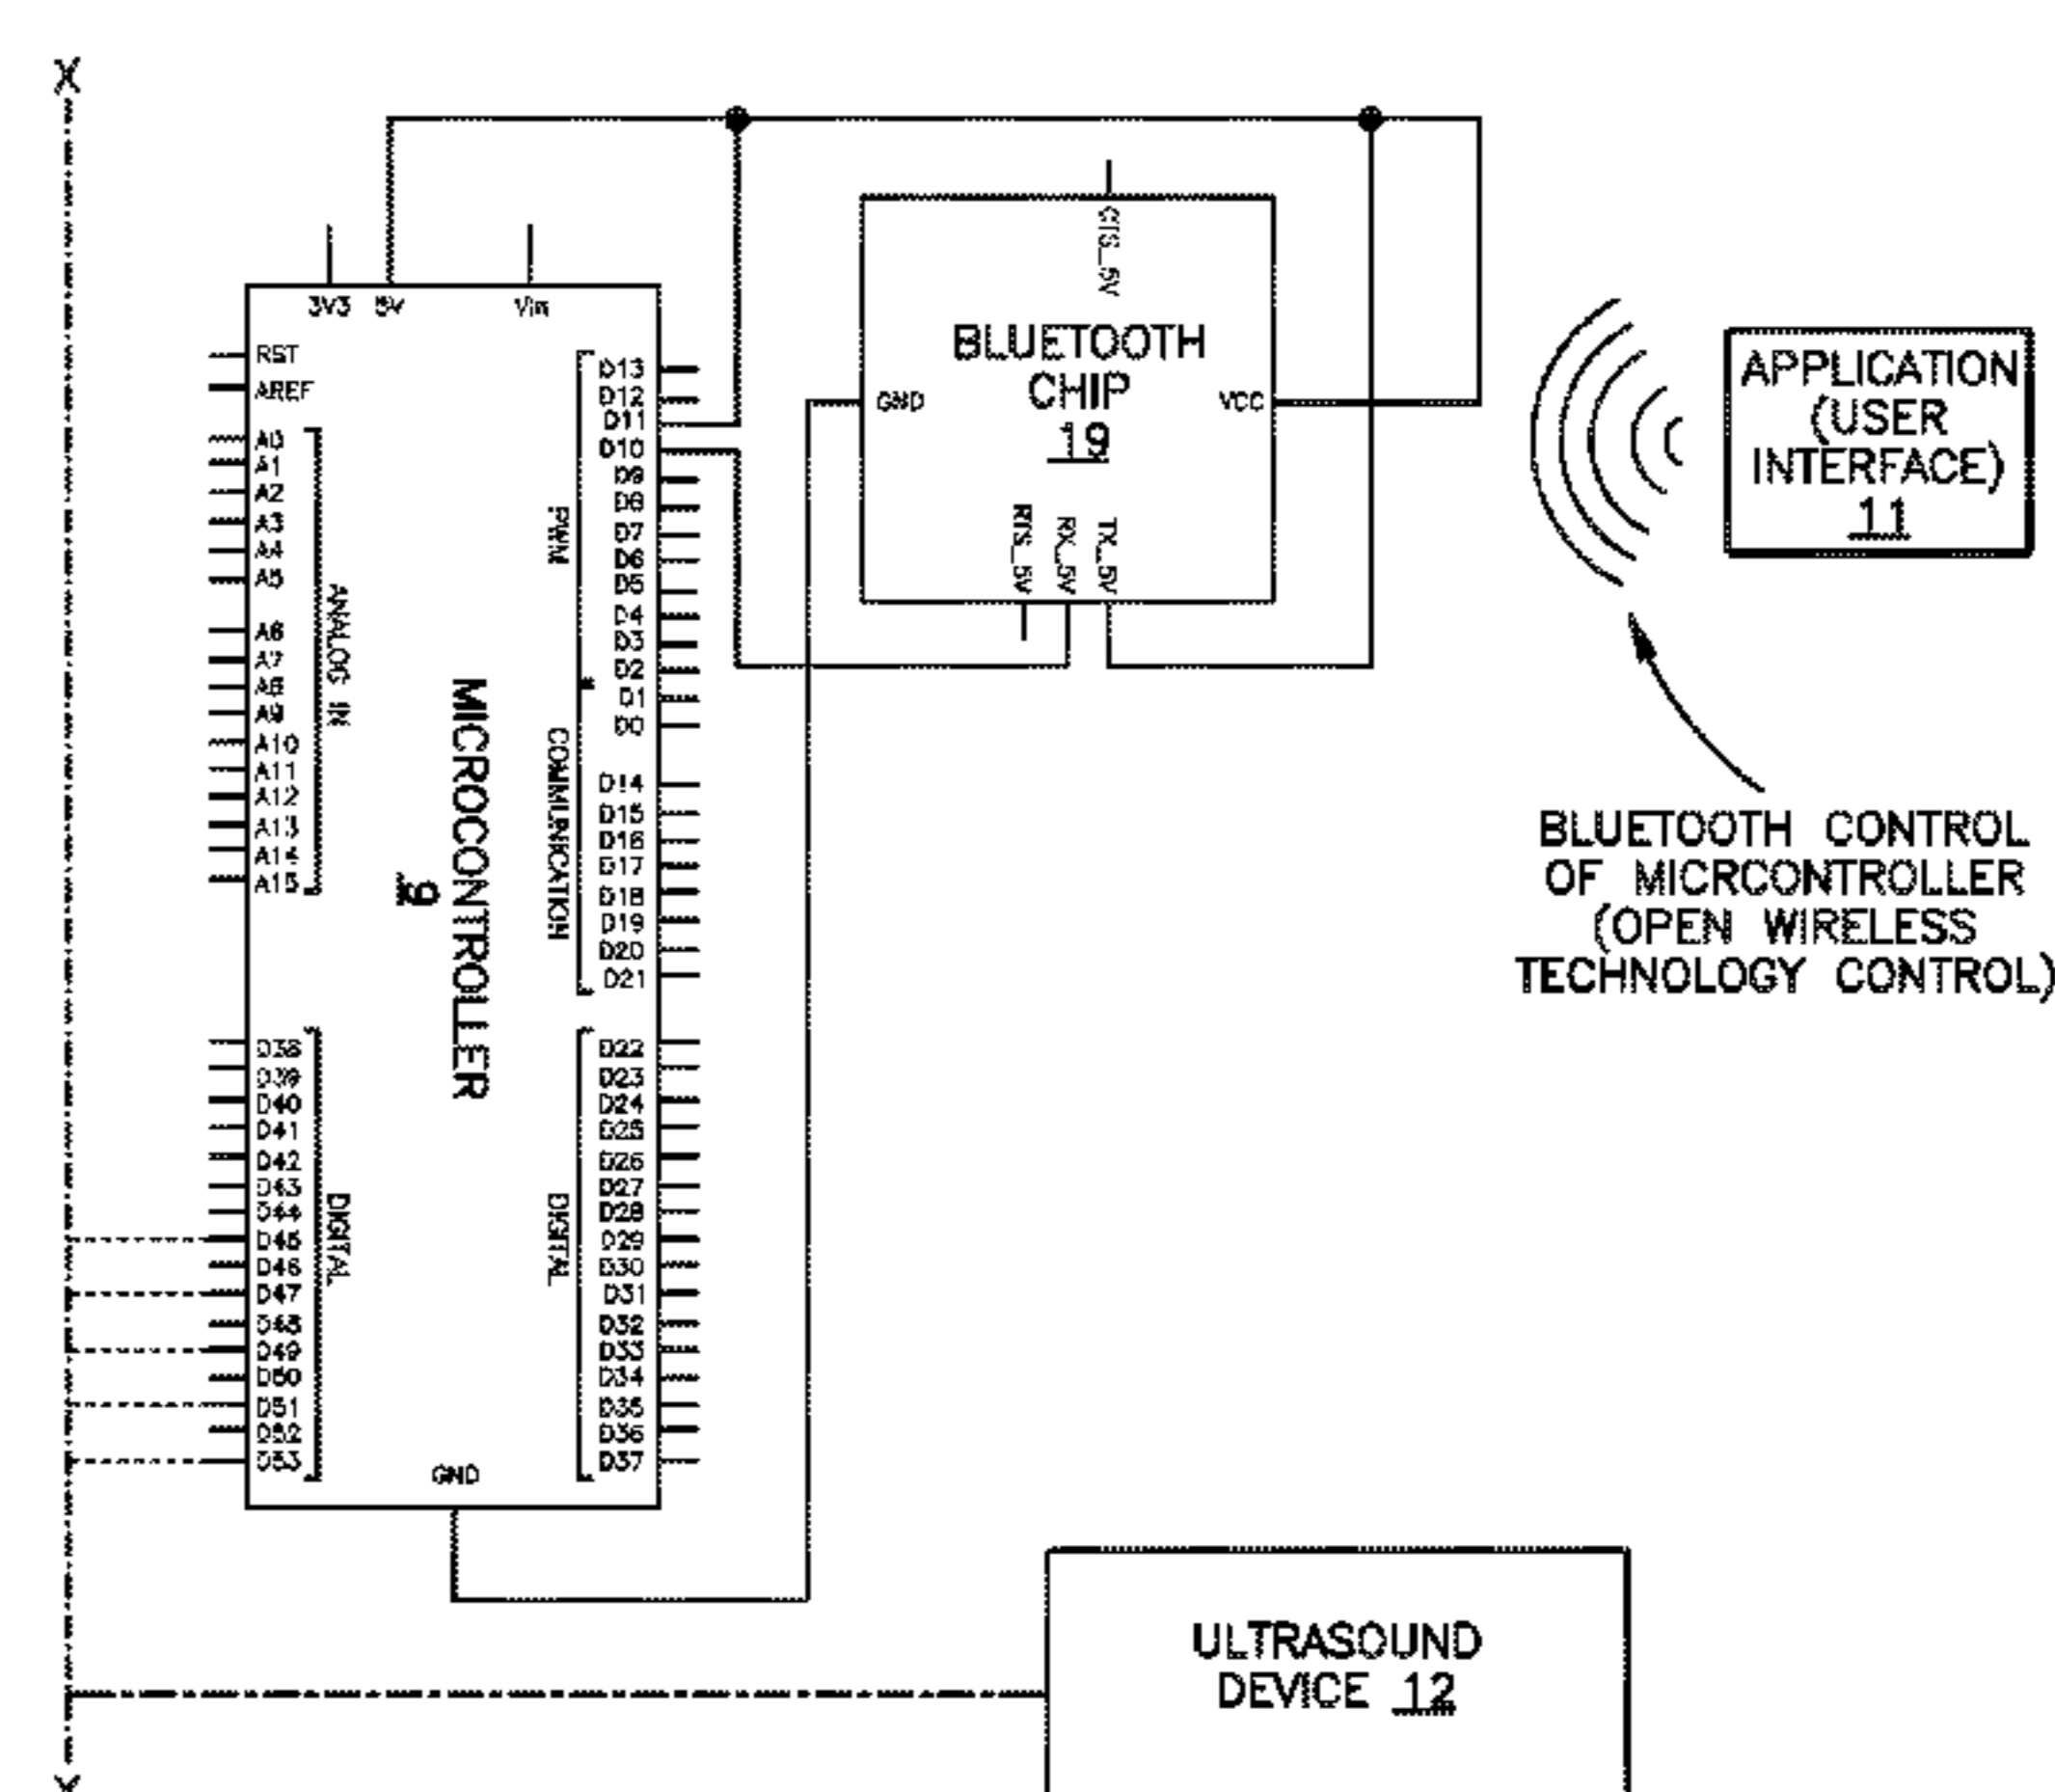 X
3V3 5V Vin
RST
AREF
A0
A1
A2
A3
A4
A5
A6
A7
A8
A9
A10
A11
A12
A13
A14
A15
ANALOG IN
D38
D39
D40
D41
D42
D43
D44
D45
D46
D47
D48
D49
D50
D51
D52
D53
DIGITAL
MICROCONTROLLER
9
GND
PWM
D13
D12
D11
D10
D9
D8
D7
D6
D5
D4
D3
D2
D1
D0
COMMUNICATION
D14
D15
D16
D17
D18
D19
D20
D21
DIGITAL
D22
D23
D24
D25
D26
D27
D28
D29
D30
D31
D32
D33
D34
D35
D36
D37
CTS_5V
BLUETOOTH
CHIP
19
GND
VCC
RTS_5V
RX_5V
TX_5V
APPLICATION
(USER
INTERFACE)
11
BLUETOOTH CONTROL
OF MICRCONTROLLER
(OPEN WIRELESS
TECHNOLOGY CONTROL)
ULTRASOUND
DEVICE 12